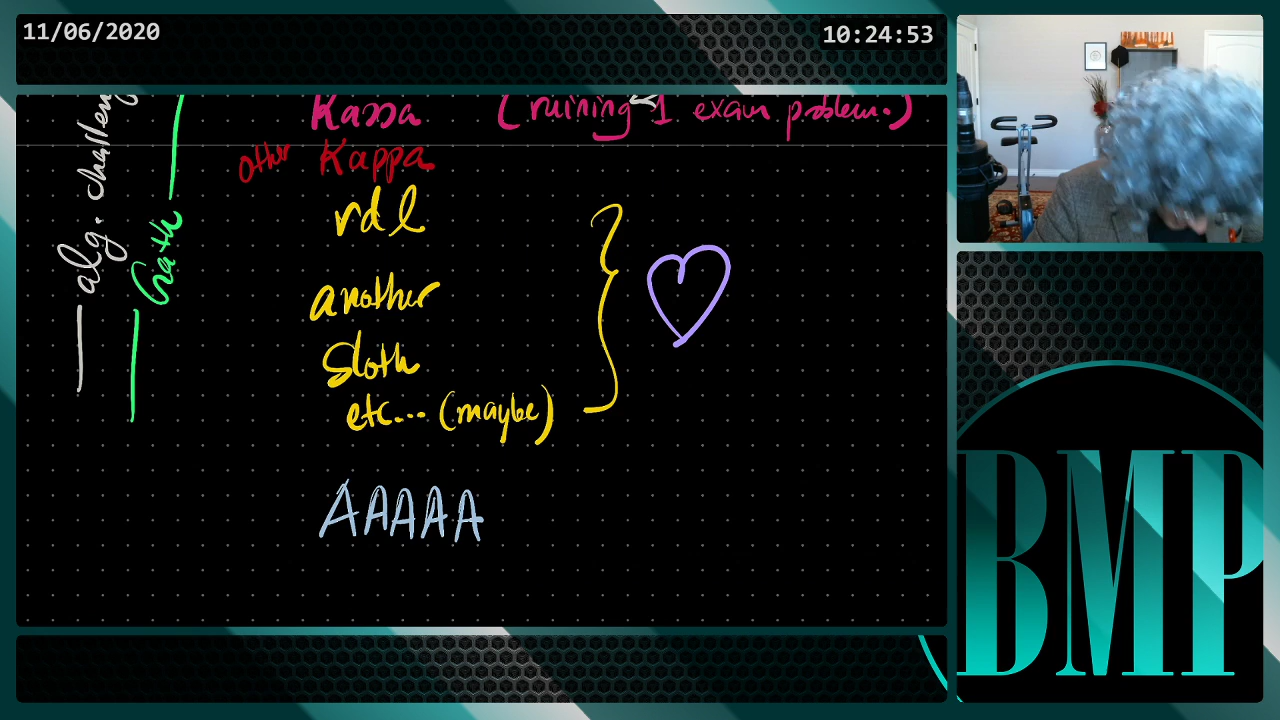 11/06/2020
10:24:53
Kassa (ruining 1 exam problem.)
Other Kappa
rdl
another
Sloth
etc... (maybe)
AAAAA
alg. challeng
BMP